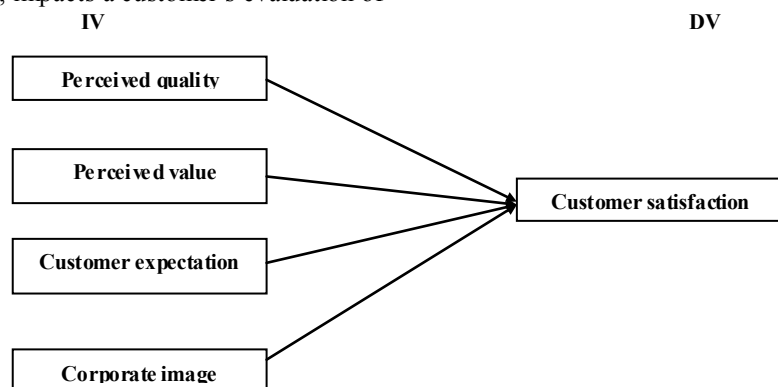 impacts a customer's evaluation of
IV DV
Perceived quality
Perceived value
Customer satisfaction
Customer expectation
Corporate image